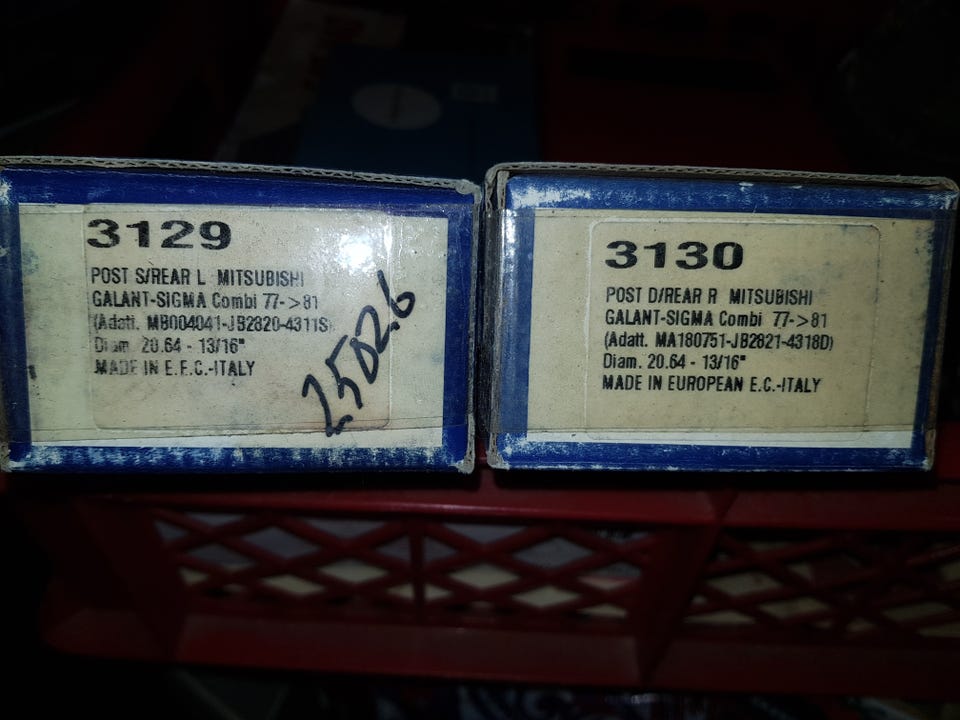 3129
POST S/REAR L MITSUBISHI
GALANT-SIGMA Combi 77->81
(Adatt. MB004041-JB2820-4311S)
Diam. 20.64 - 13/16"
MADE IN E.E.C.-ITALY
25026
3130
POST D/REAR R MITSUBISHI
GALANT-SIGMA Combi 77->81
(Adatt. MA180751-JB2821-4318D)
Diam. 20.64 - 13/16"
MADE IN EUROPEAN E.C.-ITALY